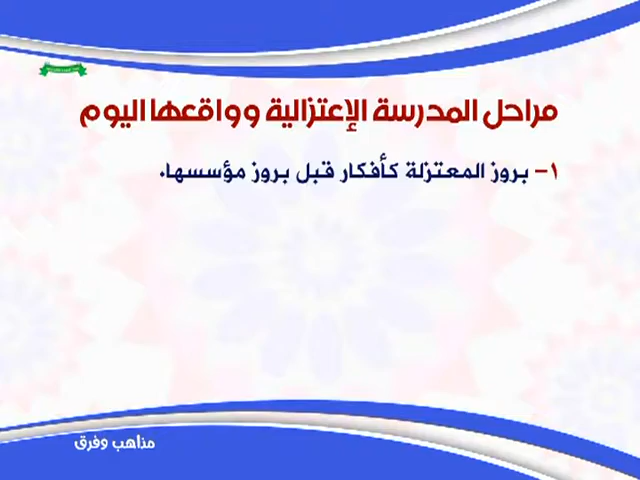 مراحل المدرسة الإعتزالية وواقعها اليوم
١- بروز المعتزلة كأفكار قبل بروز مؤسسها.
مذاهب وفرق